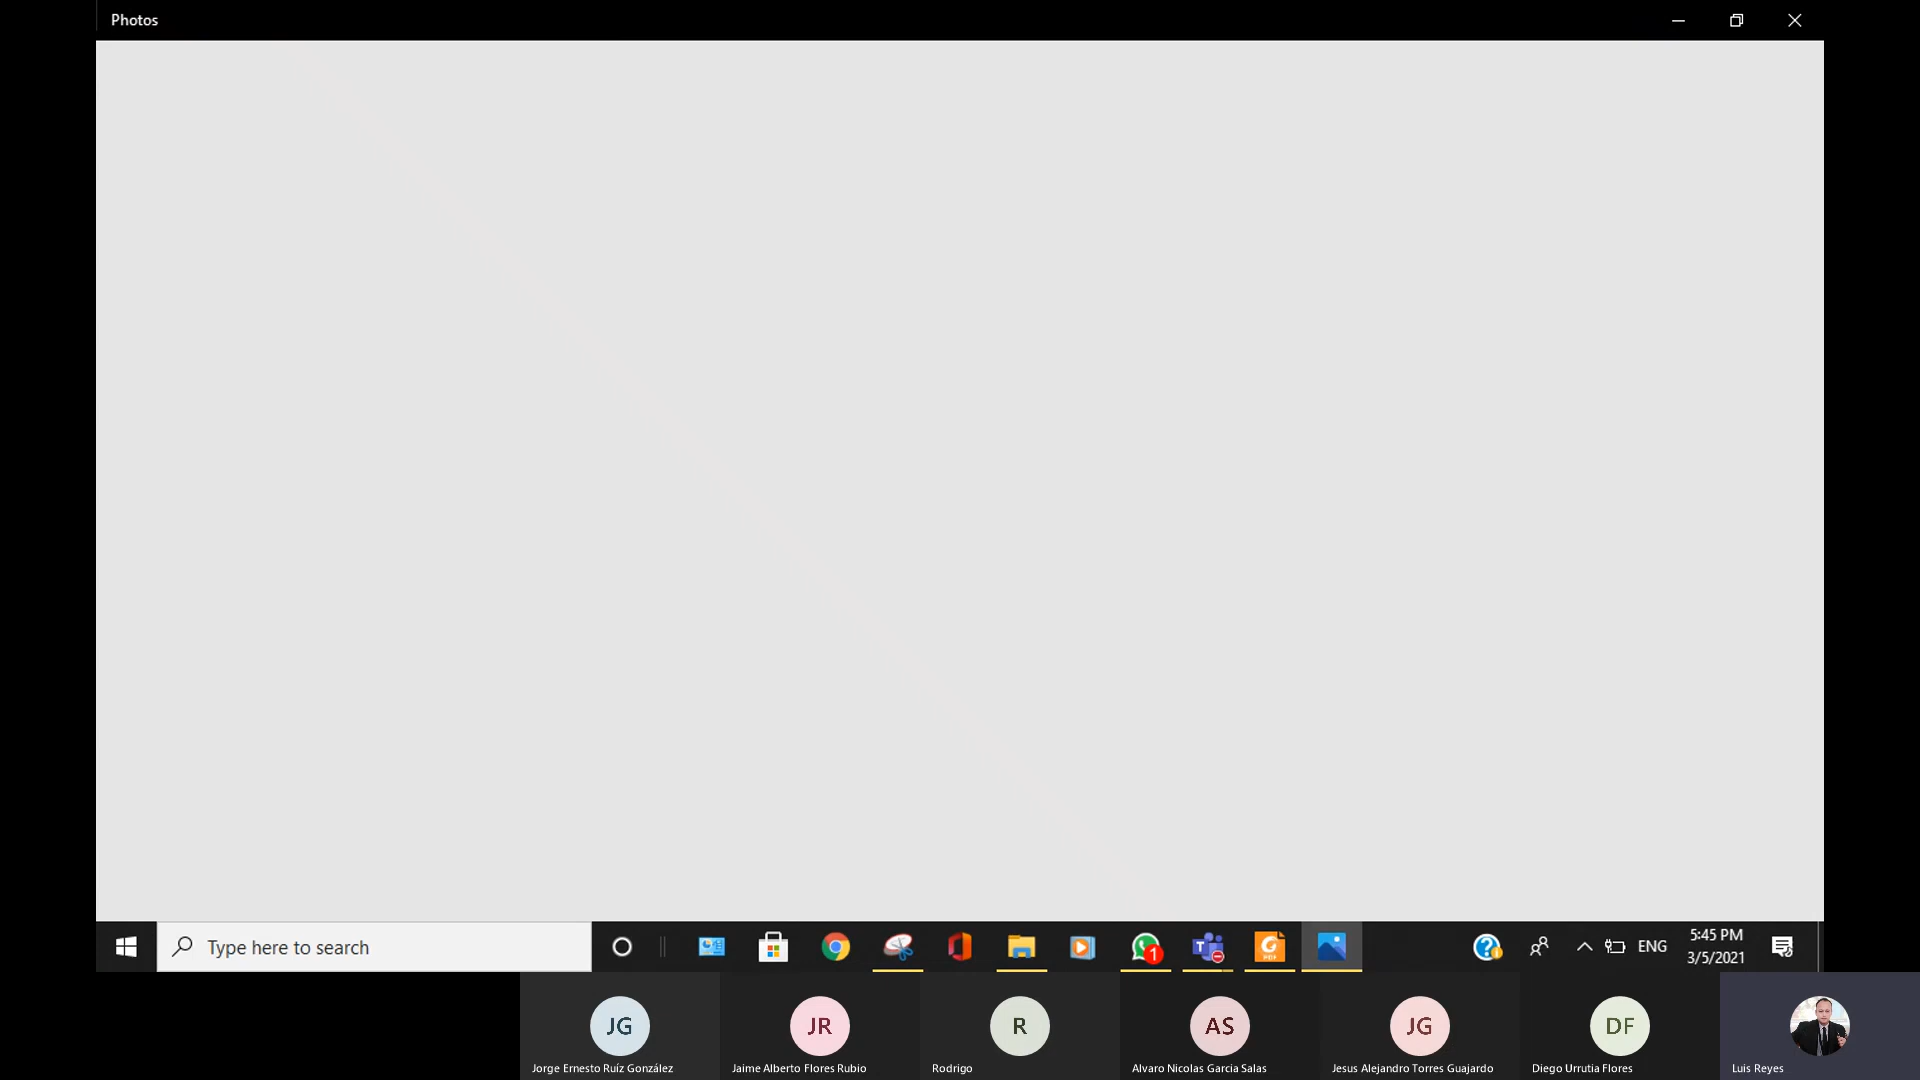 Photos
Type here to search
1
ENG
5:45 PM
3/5/2021
JG
JR
R
AS
JG
DF
Jorge Ernesto Ruíz González
Jaime Alberto Flores Rubio
Rodrigo
Alvaro Nicolas Garcia Salas
Jesus Alejandro Torres Guajardo
Diego Urrutia Flores
Luis Reyes